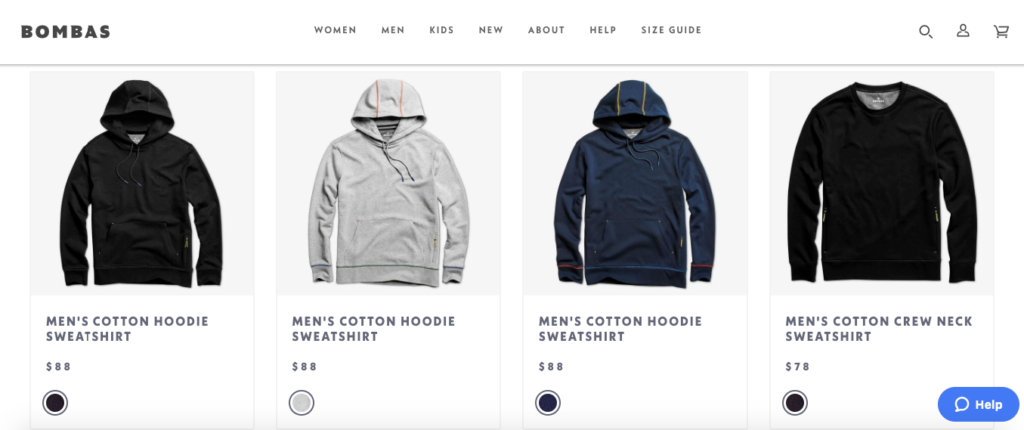 BOMBAS
WOMEN MEN KIDS NEW ABOUT HELP SIZE GUIDE
MEN'S COTTON HOODIE
SWEATSHIRT
$88
MEN'S COTTON HOODIE
SWEATSHIRT
$88
MEN'S COTTON HOODIE
SWEATSHIRT
$88
MEN'S COTTON CREW NECK
SWEATSHIRT
$78
Help